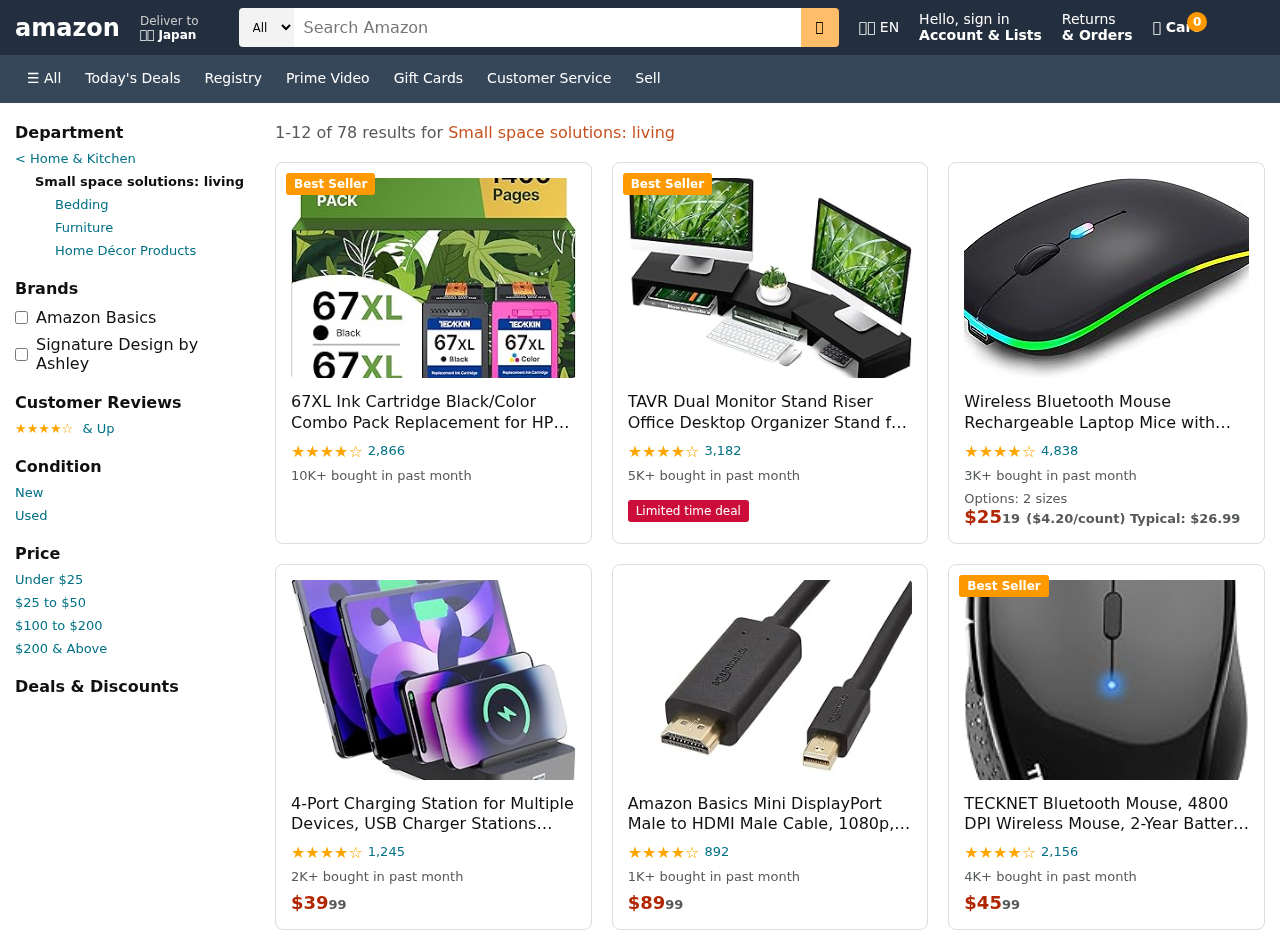 amazon
Deliver to
Japan
All
Search Amazon
EN
Hello, sign in
Account & Lists
Returns
& Orders
0
☰ All
Today's Deals
Registry
Prime Video
Gift Cards
Customer Service
Sell
Department
< Home & Kitchen
Small space solutions: living
Bedding
Furniture
Home Décor Products
Brands
Amazon Basics
Signature Design by
Ashley
Customer Reviews
★★★★☆ & Up
Condition
New
Used
Price
Under $25
$25 to $50
$100 to $200
$200 & Above
Deals & Discounts
1-12 of 78 results for Small space solutions: living
Best Seller
Pages
PACK
67XL
Black
67XL
TECKKIN
67XL
Black
Replacement Ink Cartridge
TECKKIN
67XL
Color
Replacement Ink Cartridge
67XL Ink Cartridge Black/Color
Combo Pack Replacement for HP…
★★★★☆ 2,866
10K+ bought in past month
Best Seller
TAVR Dual Monitor Stand Riser
Office Desktop Organizer Stand f…
★★★★☆ 3,182
5K+ bought in past month
Limited time deal
Wireless Bluetooth Mouse
Rechargeable Laptop Mice with…
★★★★☆ 4,838
3K+ bought in past month
Options: 2 sizes
$25 19 ($4.20/count) Typical: $26.99
4-Port Charging Station for Multiple
Devices, USB Charger Stations…
★★★★☆ 1,245
2K+ bought in past month
$39 99
amazonbasics
Amazon Basics Mini DisplayPort
Male to HDMI Male Cable, 1080p,…
★★★★☆ 892
1K+ bought in past month
$89 99
Best Seller
TECKNET Bluetooth Mouse, 4800
DPI Wireless Mouse, 2-Year Batter…
★★★★☆ 2,156
4K+ bought in past month
$45 99